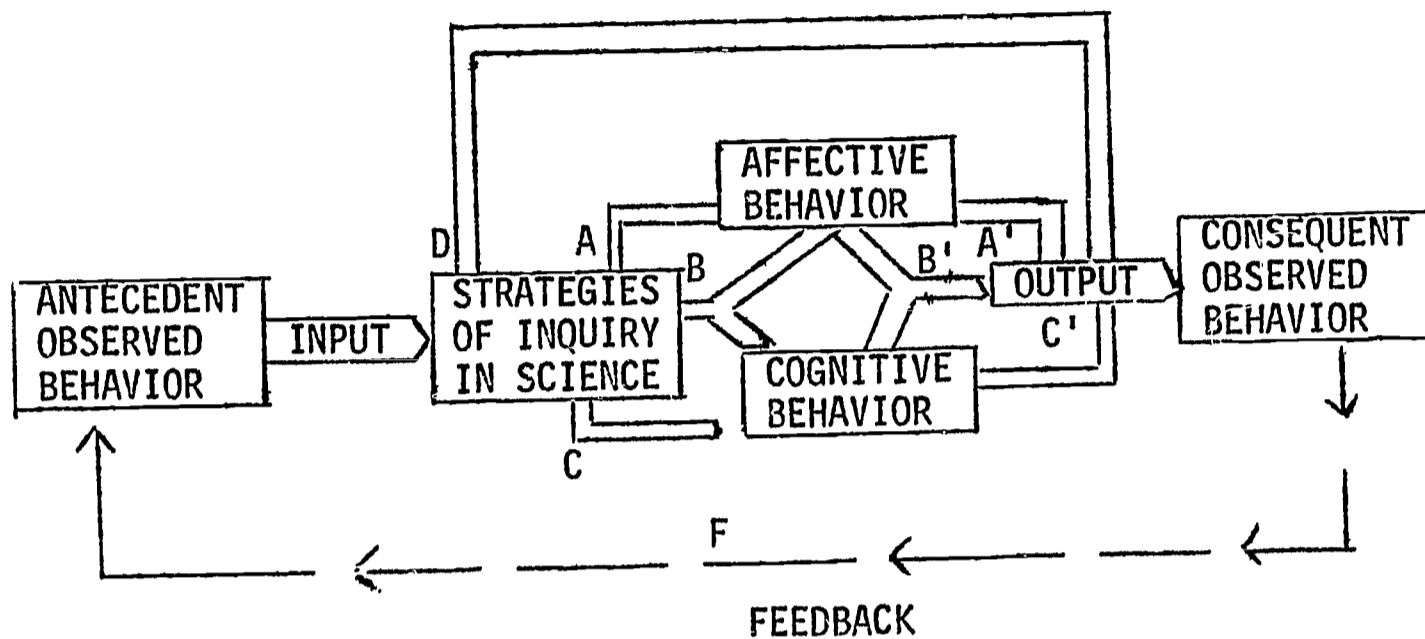 D
A
AFFECTIVE
BEHAVIOR
B
B'
A'
ANTECEDENT
OBSERVED
BEHAVIOR
INPUT
STRATEGIES
OF INQUIRY
IN SCIENCE
OUTPUT
C'
CONSEQUENT
OBSERVED
BEHAVIOR
COGNITIVE
BEHAVIOR
C
F
FEEDBACK